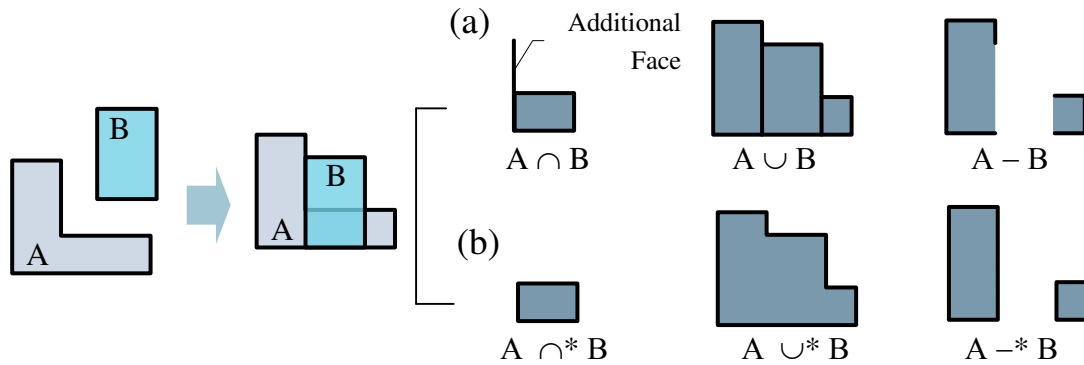 (a)
Additional
Face
B
A
B
A
A ∩ B
A ∪ B
A – B
(b)
A ∩* B
A ∪* B
A –* B